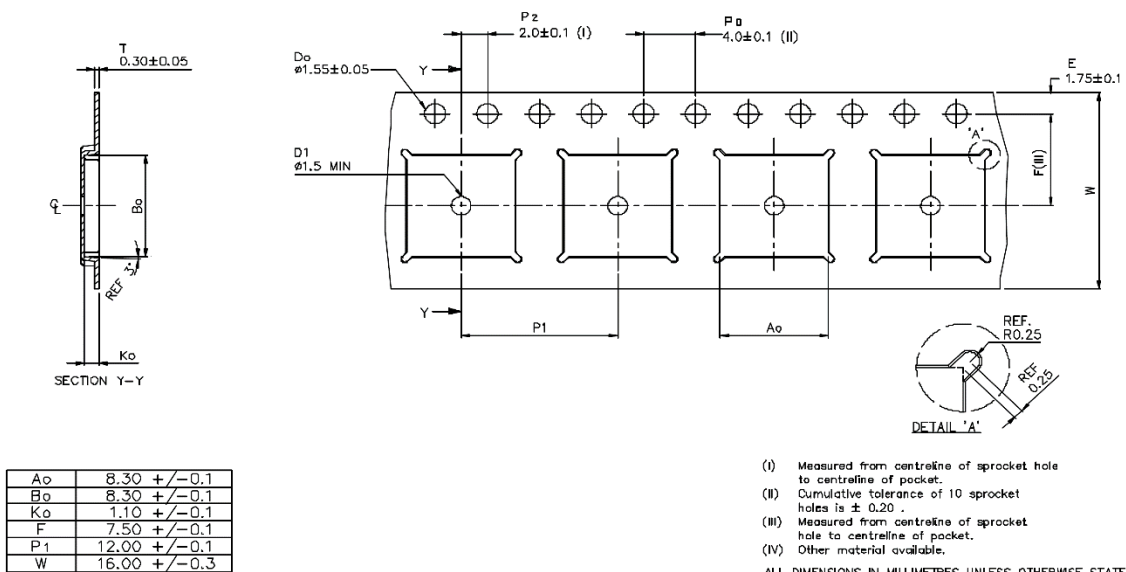 P2
2.0±0.1 (I)
Po
4.0±0.1 (II)
T
0.30±0.05
Do
ø1.55±0.05
Y
E
1.75±0.1
"A"
D1
ø1.5 MIN
F(III)
W
Bo
REF 3°
Ko
SECTION Y-Y
Y
P1
Ao
REF.
R0.25
REF
0.25
DETAIL 'A'
Ao 8.30 +/-0.1
Bo 8.30 +/-0.1
Ko 1.10 +/-0.1
F 7.50 +/-0.1
P1 12.00 +/-0.1
W 16.00 +/-0.3
(I) Measured from centreline of sprocket hole
to centreline of pocket.
(II) Cumulative tolerance of 10 sprocket
holes is ± 0.20 .
(III) Measured from centreline of sprocket
hole to centreline of pocket.
(IV) Other material available.
ALL DIMENSIONS IN MILLIMETRES UNLESS OTHERWISE STATE